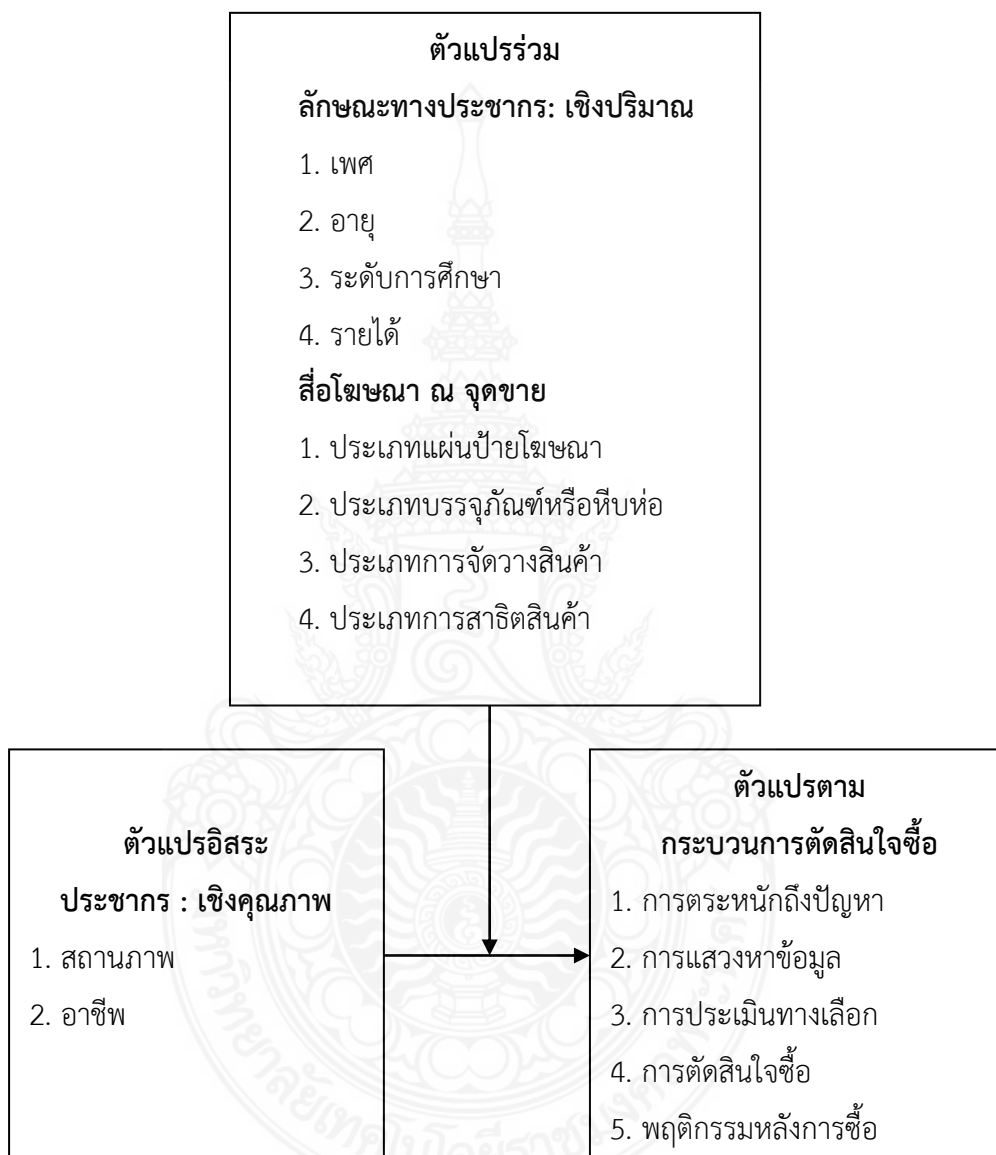 ตัวแปรร่วม
ลักษณะทางประชากร: เชิงปริมาณ
1. เพศ
2. อายุ
3. ระดับการศึกษา
4. รายได้
สื่อโฆษณา ณ จุดขาย
1. ประเภทแผ่นป้ายโฆษณา
2. ประเภทบรรจุภัณฑ์หรือหีบห่อ
3. ประเภทการจัดวางสินค้า
4. ประเภทการสาธิตสินค้า
ตัวแปรอิสระ
ประชากร : เชิงคุณภาพ
1. สถานภาพ
2. อาชีพ
ตัวแปรตาม
กระบวนการตัดสินใจซื้อ
1. การตระหนักถึงปัญหา
2. การแสวงหาข้อมูล
3. การประเมินทางเลือก
4. การตัดสินใจซื้อ
5. พฤติกรรมหลังการซื้อ